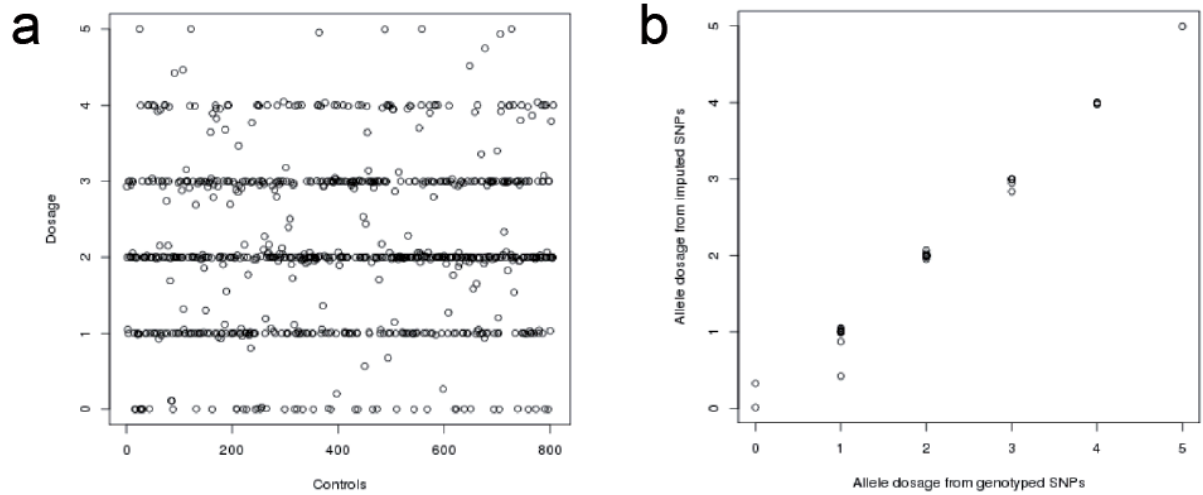 a
5
4
3
2
1
0
Dosage
0 200 400 600 800
Controls
b
5
4
3
2
1
0
Allele dosage from imputed SNPs
0 1 2 3 4 5
Allele dosage from genotyped SNPs